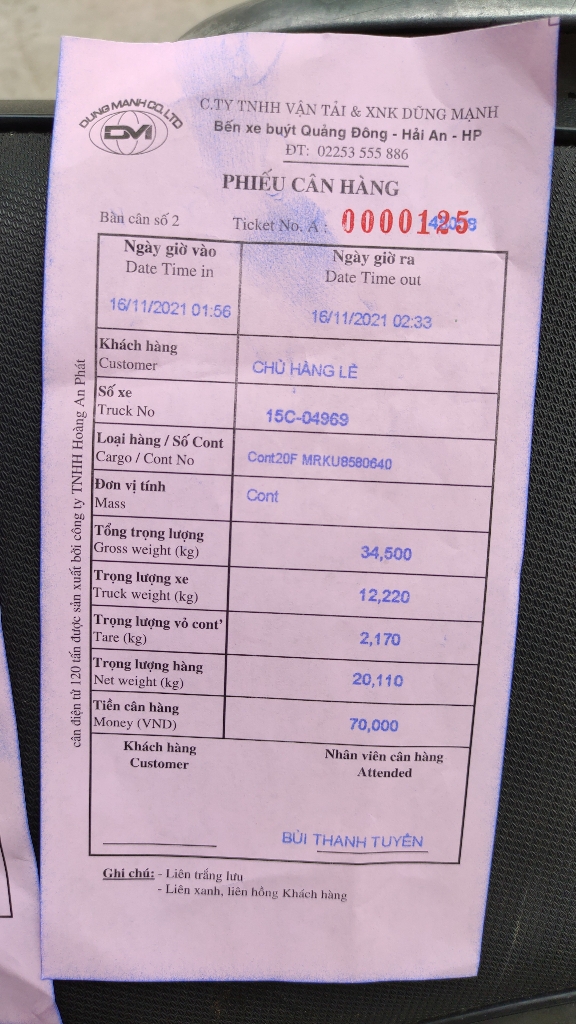 DUNG MANH CO.,LTD
DM
C.TY TNHH VẬN TẢI & XNK DŨNG MẠNH
Bến xe buýt Quảng Đông - Hải An - HP
ĐT: 02253 555 886
PHIẾU CÂN HÀNG
Bàn cân số 2 Ticket No. A : 0000125
Ngày giờ vào
Date Time in
Ngày giờ ra
Date Time out
16/11/2021 01:56
16/11/2021 02:33
Khách hàng
Customer
CHỦ HÀNG LẺ
Số xe
Truck No
15C-04969
Loại hàng / Số Cont
Cargo / Cont No
Cont20F MRKU8580640
Đơn vị tính
Mass
Cont
Tổng trọng lượng
Gross weight (kg)
34,500
Trọng lượng xe
Truck weight (kg)
12,220
Trọng lượng vỏ cont'
Tare (kg)
2,170
Trọng lượng hàng
Net weight (kg)
20,110
Tiền cân hàng
Money (VND)
70,000
Khách hàng
Customer
Nhân viên cân hàng
Attended
BÙI THANH TUYỀN
Ghi chú: - Liên trắng lưu
- Liên xanh, liên hồng Khách hàng
cân điện tử 120 tấn được sản xuất bởi công ty TNHH Hoàng An Phát